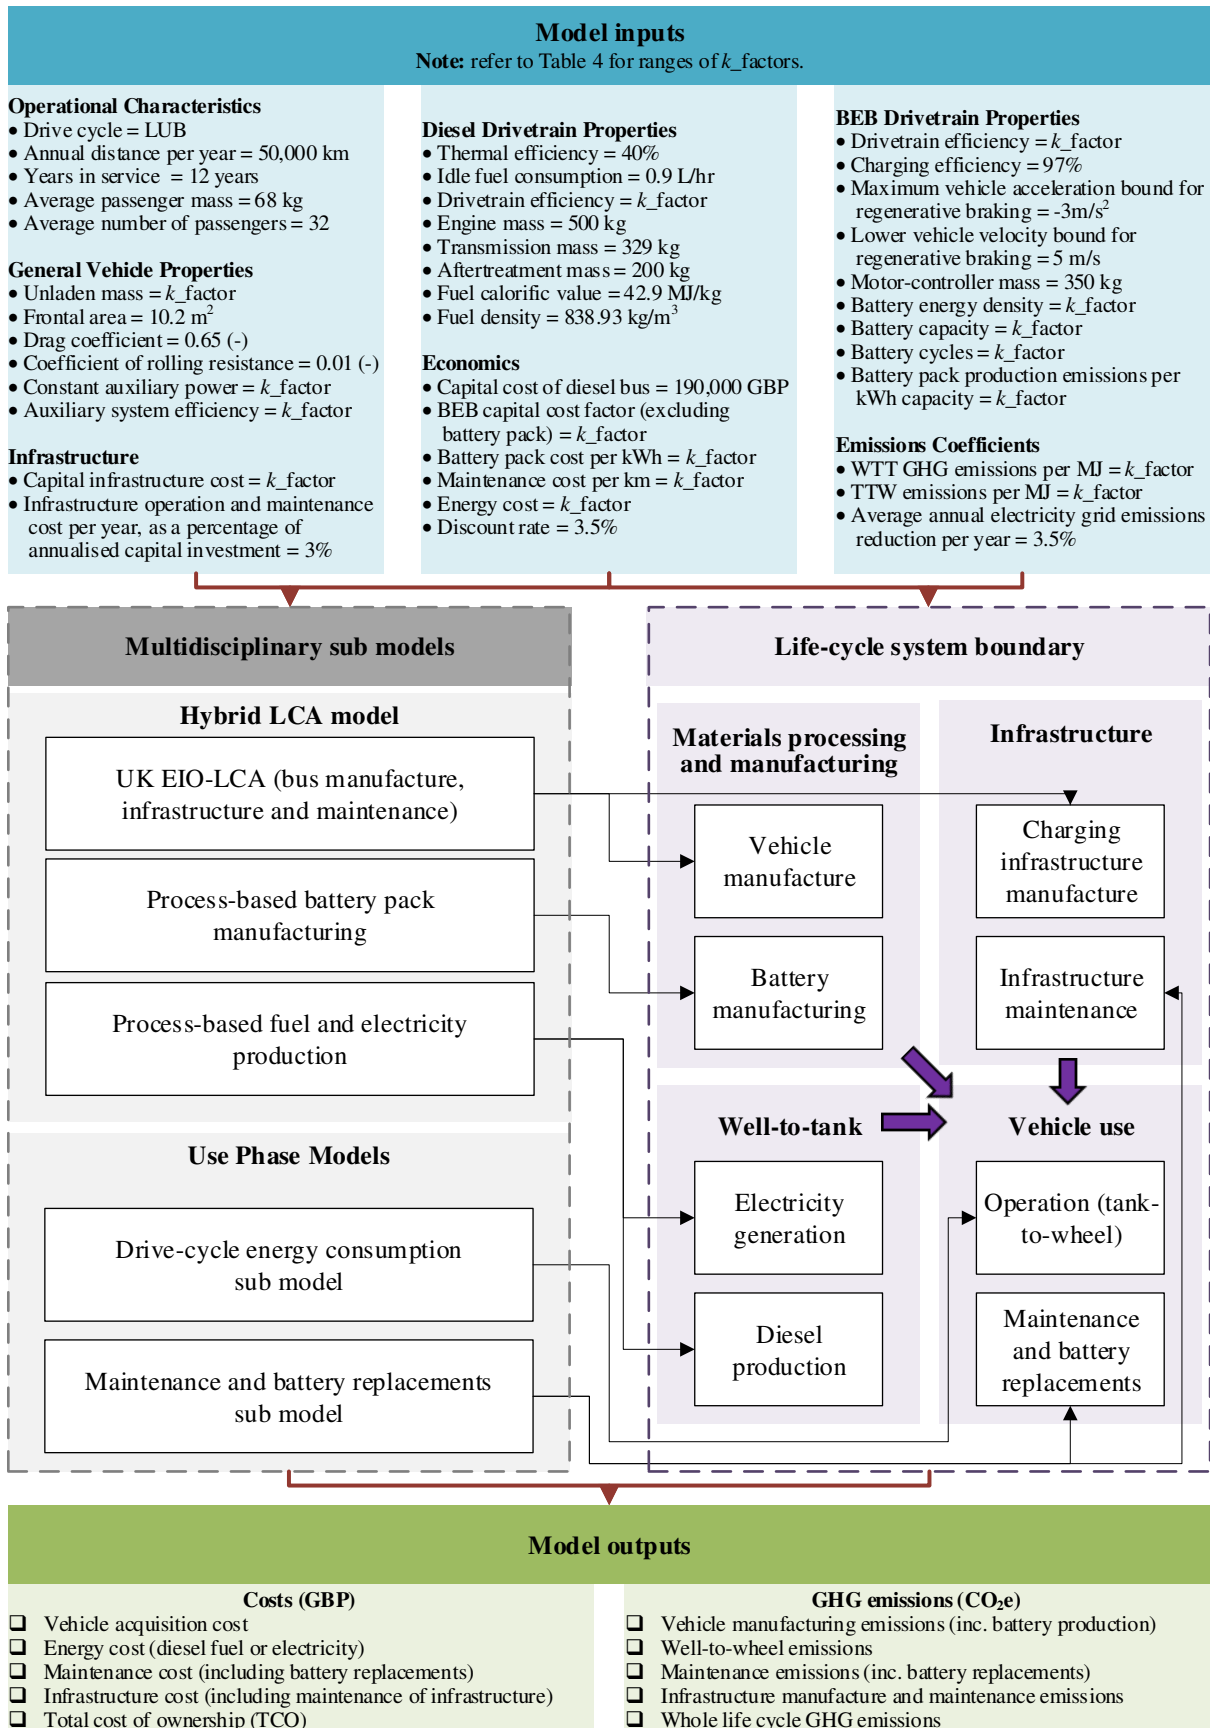 Model inputs
Note: refer to Table 4 for ranges of k_factors.
Operational Characteristics
• Drive cycle = LUB
• Annual distance per year = 50,000 km
• Years in service = 12 years
• Average passenger mass = 68 kg
• Average number of passengers = 32
General Vehicle Properties
• Unladen mass = k_factor
• Frontal area = 10.2 m²
• Drag coefficient = 0.65 (-)
• Coefficient of rolling resistance = 0.01 (-)
• Constant auxiliary power = k_factor
• Auxiliary system efficiency = k_factor
Infrastructure
• Capital infrastructure cost = k_factor
• Infrastructure operation and maintenance
cost per year, as a percentage of
annualised capital investment = 3%
Diesel Drivetrain Properties
• Thermal efficiency = 40%
• Idle fuel consumption = 0.9 L/hr
• Drivetrain efficiency = k_factor
• Engine mass = 500 kg
• Transmission mass = 329 kg
• Aftertreatment mass = 200 kg
• Fuel calorific value = 42.9 MJ/kg
• Fuel density = 838.93 kg/m³
Economics
• Capital cost of diesel bus = 190,000 GBP
• BEB capital cost factor (excluding
battery pack) = k_factor
• Battery pack cost per kWh = k_factor
• Maintenance cost per km = k_factor
• Energy cost = k_factor
• Discount rate = 3.5%
BEB Drivetrain Properties
• Drivetrain efficiency = k_factor
• Charging efficiency = 97%
• Maximum vehicle acceleration bound for
regenerative braking = -3m/s²
• Lower vehicle velocity bound for
regenerative braking = 5 m/s
• Motor-controller mass = 350 kg
• Battery energy density = k_factor
• Battery capacity = k_factor
• Battery cycles = k_factor
• Battery pack production emissions per
kWh capacity = k_factor
Emissions Coefficients
• WTT GHG emissions per MJ = k_factor
• TTW emissions per MJ = k_factor
• Average annual electricity grid emissions
reduction per year = 3.5%
Multidisciplinary sub models
Hybrid LCA model
UK EIO-LCA (bus manufacture,
infrastructure and maintenance)
Process-based battery pack
manufacturing
Process-based fuel and electricity
production
Use Phase Models
Drive-cycle energy consumption
sub model
Maintenance and battery replacements
sub model
Life-cycle system boundary
Materials processing
and manufacturing
Vehicle
manufacture
Battery
manufacturing
Infrastructure
Charging
infrastructure
manufacture
Infrastructure
maintenance
Well-to-tank
Electricity
generation
Diesel
production
Vehicle use
Operation (tank-
to-wheel)
Maintenance
and battery
replacements
Model outputs
Costs (GBP)
❑ Vehicle acquisition cost
❑ Energy cost (diesel fuel or electricity)
❑ Maintenance cost (including battery replacements)
❑ Infrastructure cost (including maintenance of infrastructure)
❑ Total cost of ownership (TCO)
GHG emissions (CO₂e)
❑ Vehicle manufacturing emissions (inc. battery production)
❑ Well-to-wheel emissions
❑ Maintenance emissions (inc. battery replacements)
❑ Infrastructure manufacture and maintenance emissions
❑ Whole life cycle GHG emissions